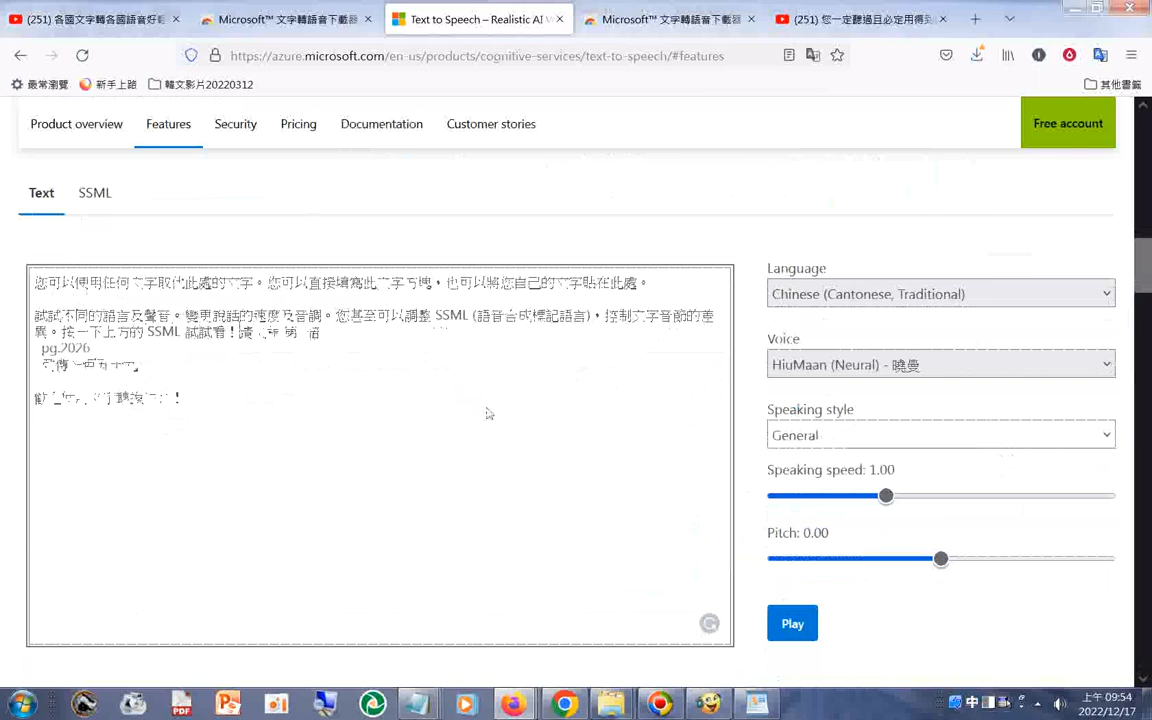 (251) 各國文字轉各國語音好
Microsoft™ 文字轉語音下載器
Text to Speech – Realistic AI V
Microsoft™ 文字轉語音下載器
(251) 您一定聽過且必定用得到
https://azure.microsoft.com/en-us/products/cognitive-services/text-to-speech/#features
最常瀏覽
新手上路
韓文影片20220312
其他書籤
Product overview
Features
Security
Pricing
Documentation
Customer stories
Free account
Text
SSML
您可以使用任何文字取代此處的文字。您可以直接填寫此文字方塊，也可以將您自己的文字貼在此處。
試試不同的語言及聲音。變更說話的速度及音調。您甚至可以調整 SSML (語音合成標記語言)，控制文字音節的差
異。按一下上方的 SSML 試試看！
pg.2026
Language
Chinese (Cantonese, Traditional)
Voice
HiuMaan (Neural) - 曉曼
Speaking style
General
Speaking speed: 1.00
Pitch: 0.00
Play
中
上午 09:54
2022/12/17